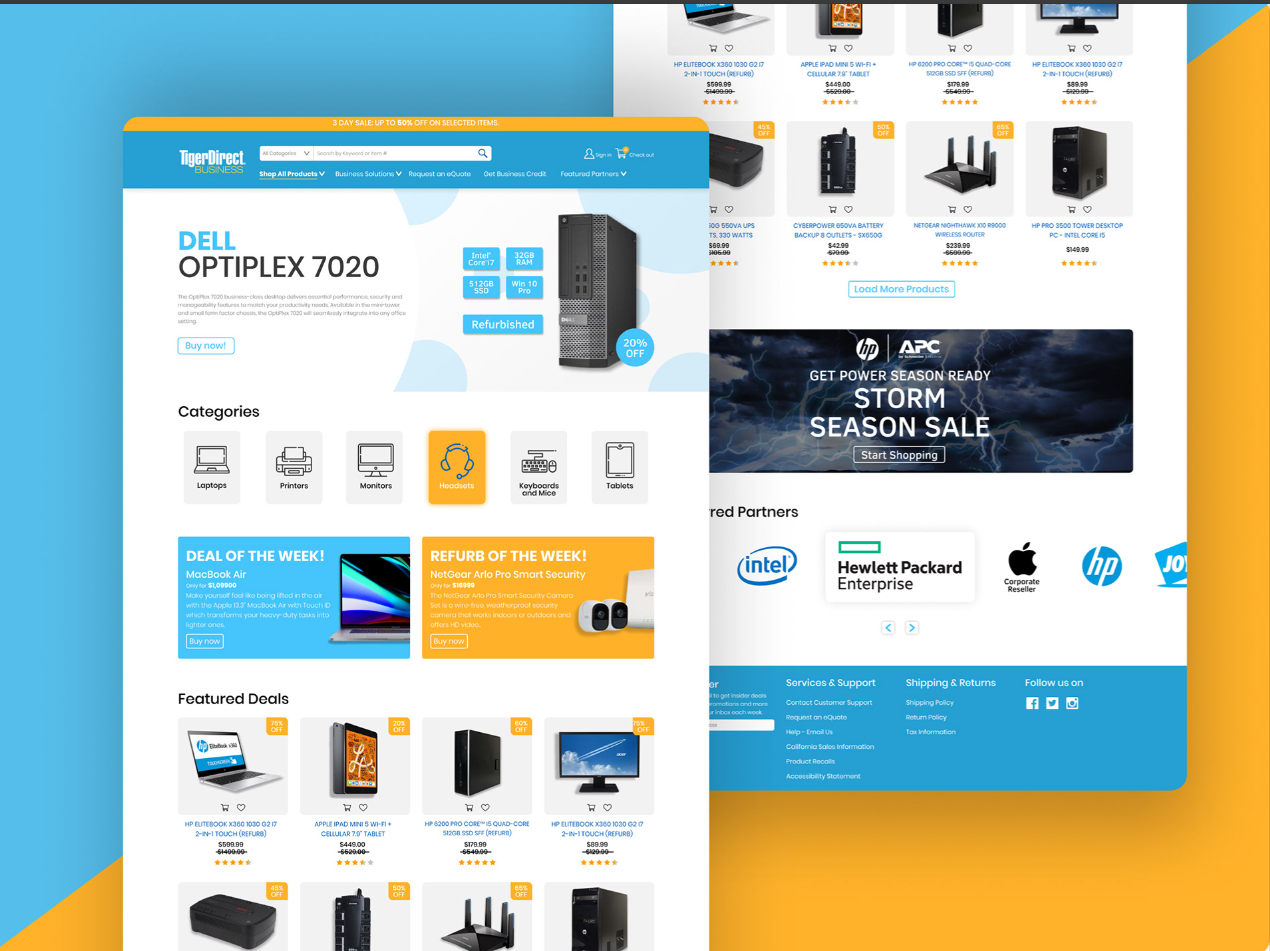 3 DAY SALE: UP TO 50% OFF ON SELECTED ITEMS.
TigerDirect
BUSINESS
All Categories
Search By Keyword or Item #
Sign in
Check out
Shop All Products
Business Solutions
Request an eQuote
Get Business Credit
Featured Partners
DELL
OPTIPLEX 7020
The OptiPlex 7020 business-class desktop delivers essential performance, security and
manageability features to match your productivity needs. Available in the mini-tower
and small form factor chassis, the OptiPlex 7020 will seamlessly integrate into any office
setting.
Buy now!
Intel®
Core™i7
32GB
RAM
512GB
SSD
Win 10
Pro
Refurbished
DELL
20%
OFF
Categories
Laptops
Printers
Monitors
Headsets
Keyboards
and Mice
Tablets
DEAL OF THE WEEK!
MacBook Air
Only for $1,09900
Make yourself feel like being lifted in the air
with the Apple 13.3" MacBook Air with Touch ID
which transforms your heavy-duty tasks into
lighter ones.
Buy now
REFURB OF THE WEEK!
NetGear Arlo Pro Smart Security
Only for $16999
The NetGear Arlo Pro Smart Security Camera
Set is a wire-free, weatherproof security
camera that works indoors or outdoors and
offers HD video.
Buy now
Featured Deals
75%
OFF
hp EliteBook x360
HP ELITEBOOK X360 1030 G2 I7
2-IN-1 TOUCH (REFURB)
$599.99
$1499.99
20%
OFF
APPLE IPAD MINI 5 WI-FI +
CELLULAR 7.9" TABLET
$449.00
$529.00
60%
OFF
HP 6200 PRO CORE™ I5 QUAD-CORE
512GB SSD SFF (REFURB)
$179.99
$549.99
75%
OFF
acer
HP ELITEBOOK X360 1030 G2 I7
2-IN-1 TOUCH (REFURB)
$89.99
$129.99
45%
OFF
50%
OFF
65%
OFF
HP ELITEBOOK X360 1030 G2 I7
2-IN-1 TOUCH (REFURB)
$599.99
$1499.99
APPLE IPAD MINI 5 WI-FI +
CELLULAR 7.9" TABLET
$449.00
$529.00
HP 6200 PRO CORE™ I5 QUAD-CORE
512GB SSD SFF (REFURB)
$179.99
$549.99
HP ELITEBOOK X360 1030 G2 I7
2-IN-1 TOUCH (REFURB)
$89.99
$129.99
45%
OFF
50G 550VA UPS
TS, 330 WATTS
$69.99
$105.99
50%
OFF
CYBERPOWER 650VA BATTERY
BACKUP 8 OUTLETS - SX650G
$42.99
$79.99
65%
OFF
NETGEAR NIGHTHAWK X10 R9000
WIRELESS ROUTER
$239.99
$599.99
HP PRO 3500 TOWER DESKTOP
PC - INTEL CORE I5
$149.99
Load More Products
hp
APC
by Schneider Electric
GET POWER SEASON READY
STORM
SEASON SALE
Start Shopping
red Partners
intel
Hewlett Packard
Enterprise
Corporate
Reseller
hp
JOY
er
il to get insider deals
romotions and more
ur inbox each week.
Services & Support
Contact Customer Support
Request an eQuote
Help - Email Us
California Sales Information
Product Recalls
Accessibility Statement
Shipping & Returns
Shipping Policy
Return Policy
Tax Information
Follow us on